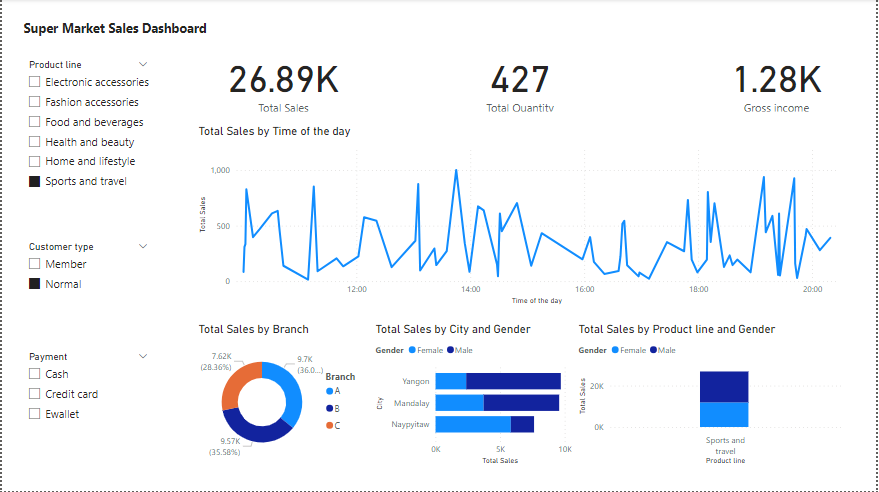 Super Market Sales Dashboard
Product line
Electronic accessories
Fashion accessories
Food and beverages
Health and beauty
Home and lifestyle
Sports and travel
Customer type
Member
Normal
Payment
Cash
Credit card
Ewallet
26.89K
Total Sales
427
Total Quantity
1.28K
Gross income
Total Sales by Time of the day
Total Sales
1,000
500
0
12:00 14:00 16:00 18:00 20:00
Time of the day
Total Sales by Branch
7.62K
(28.36%)
9.7K
(36.0...)
9.57K
(35.58%)
Branch
A
B
C
Total Sales by City and Gender
Gender Female Male
City
Yangon
Mandalay
Naypyitaw
0K 5K 10K
Total Sales
Total Sales by Product line and Gender
Gender Female Male
Total Sales
20K
0K
Sports and
travel
Product line